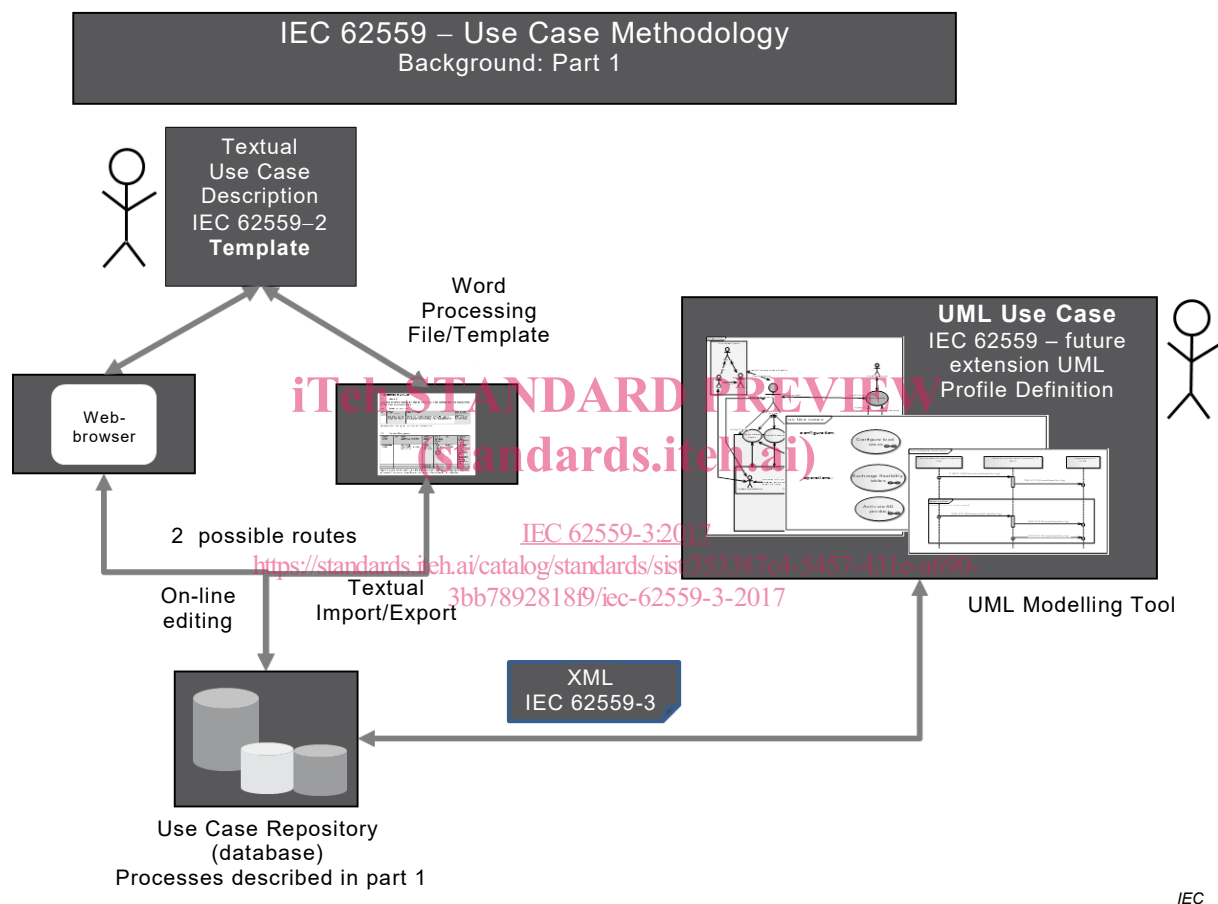 IEC 62559 – Use Case Methodology
Background: Part 1
Textual
Use Case
Description
IEC 62559–2
Template
Word
Processing
File/Template
UML Use Case
IEC 62559 – future
extension UML
Profile Definition
iTeh STANDARD PREVIEW
(standards.iteh.ai)
Web-
browser
2 possible routes
IEC 62559-3:2017
https://standards.iteh.ai/catalog/standards/sist/353387c4-5457-431c-a690-
3bb7892818f9/iec-62559-3-2017
On-line
editing
Textual
Import/Export
UML Modelling Tool
XML
IEC 62559-3
Use Case Repository
(database)
Processes described in part 1
IEC